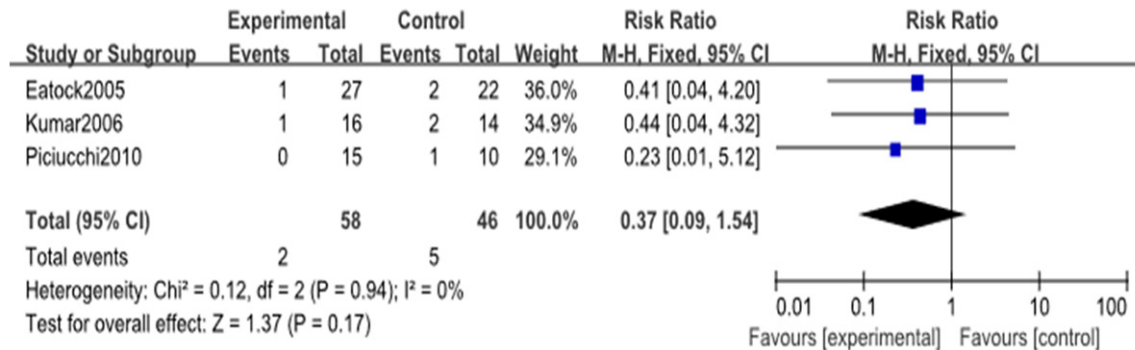 Experimental Control Risk Ratio Risk Ratio
Study or Subgroup Events Total Events Total Weight M-H, Fixed, 95% CI M-H, Fixed, 95% CI
Eatock2005 1 27 2 22 36.0% 0.41 [0.04, 4.20]
Kumar2006 1 16 2 14 34.9% 0.44 [0.04, 4.32]
Piciucchi2010 0 15 1 10 29.1% 0.23 [0.01, 5.12]
Total (95% CI) 58 46 100.0% 0.37 [0.09, 1.54]
Total events 2 5
Heterogeneity: Chi² = 0.12, df = 2 (P = 0.94); I² = 0%
Test for overall effect: Z = 1.37 (P = 0.17)
0.01 0.1 1 10 100
Favours [experimental] Favours [control]